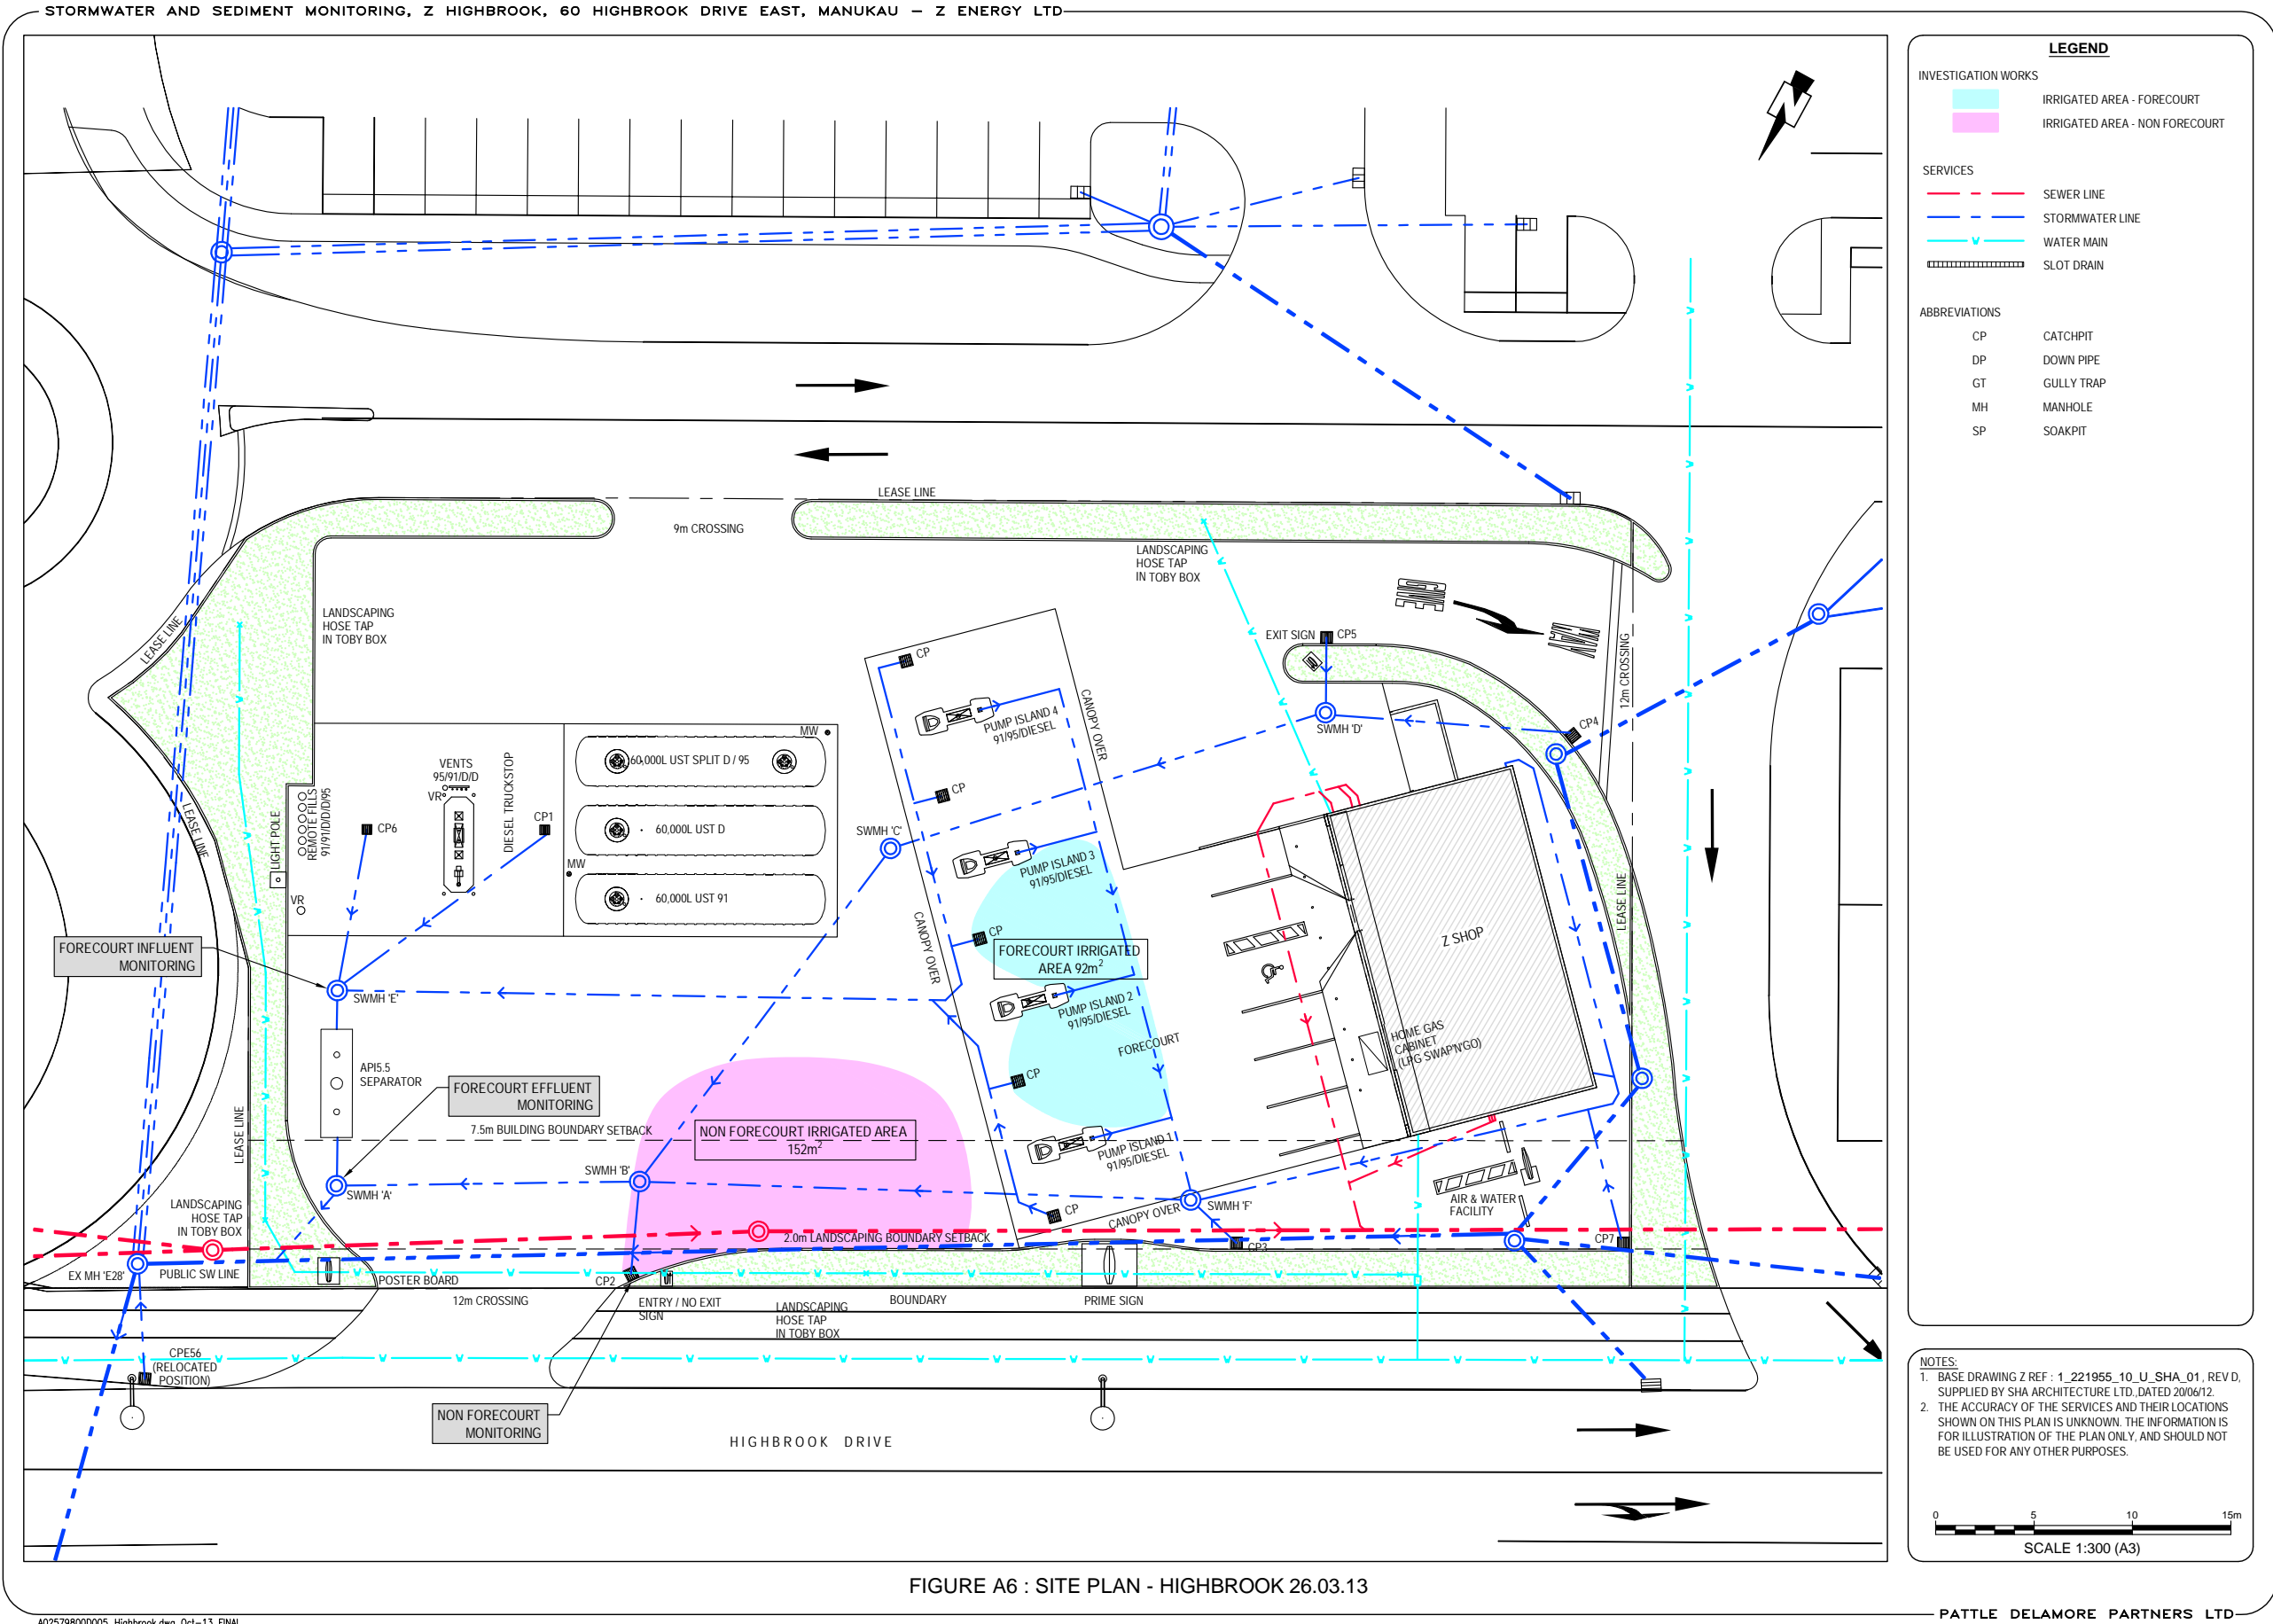 STORMWATER AND SEDIMENT MONITORING, Z HIGHBROOK, 60 HIGHBROOK DRIVE EAST, MANUKAU – Z ENERGY LTD
LEGEND
INVESTIGATION WORKS
IRRIGATED AREA - FORECOURT
IRRIGATED AREA - NON FORECOURT
SERVICES
SEWER LINE
STORMWATER LINE
WATER MAIN
SLOT DRAIN
ABBREVIATIONS
CP CATCHPIT
DP DOWN PIPE
GT GULLY TRAP
MH MANHOLE
SP SOAKPIT
N
LEASE LINE
9m CROSSING
LANDSCAPING
HOSE TAP
IN TOBY BOX
LANDSCAPING
HOSE TAP
IN TOBY BOX
LEASE LINE
EXIT SIGN
CP5
12m CROSSING
CP
PUMP ISLAND 4
91/95/DIESEL
CANOPY OVER
SWMH 'D'
CP4
MW
60,000L UST SPLIT D / 95
VENTS
95/91/D/D
VR
DIESEL TRUCKSTOP
CP
LEASE LINE
LIGHT POLE
REMOTE FILLS
91/91/D/D/D/95
CP6
CP1
60,000L UST D
SWMH 'C'
MW
PUMP ISLAND 3
91/95/DIESEL
60,000L UST 91
VR
CANOPY OVER
LEASE LINE
Z SHOP
CP
FORECOURT INFLUENT
MONITORING
FORECOURT IRRIGATED
AREA 92m²
SWMH 'E'
PUMP ISLAND 2
91/95/DIESEL
FORECOURT
HOME GAS
CABINET
(LPG SWAP'N'GO)
API5.5
SEPARATOR
CP
FORECOURT EFFLUENT
MONITORING
LEASE LINE
7.5m BUILDING BOUNDARY SETBACK
NON FORECOURT IRRIGATED AREA
152m²
PUMP ISLAND 1
91/95/DIESEL
SWMH 'B'
SWMH 'A'
LANDSCAPING
HOSE TAP
IN TOBY BOX
CP
CANOPY OVER
SWMH 'F'
AIR & WATER
FACILITY
2.0m LANDSCAPING BOUNDARY SETBACK
CP3
CP7
EX MH 'E28'
PUBLIC SW LINE
POSTER BOARD
CP2
12m CROSSING
ENTRY / NO EXIT
SIGN
LANDSCAPING
HOSE TAP
IN TOBY BOX
BOUNDARY
PRIME SIGN
CPE56
(RELOCATED
POSITION)
NON FORECOURT
MONITORING
HIGHBROOK DRIVE
NOTES:
1. BASE DRAWING Z REF : 1_221955_10_U_SHA_01, REV D,
SUPPLIED BY SHA ARCHITECTURE LTD.,DATED 20/06/12.
2. THE ACCURACY OF THE SERVICES AND THEIR LOCATIONS
SHOWN ON THIS PLAN IS UNKNOWN. THE INFORMATION IS
FOR ILLUSTRATION OF THE PLAN ONLY, AND SHOULD NOT
BE USED FOR ANY OTHER PURPOSES.
0 5 10 15m
SCALE 1:300 (A3)
FIGURE A6 : SITE PLAN - HIGHBROOK 26.03.13
A02579800D005_Highbrook.dwg Oct-13 FINAL
PATTLE DELAMORE PARTNERS LTD